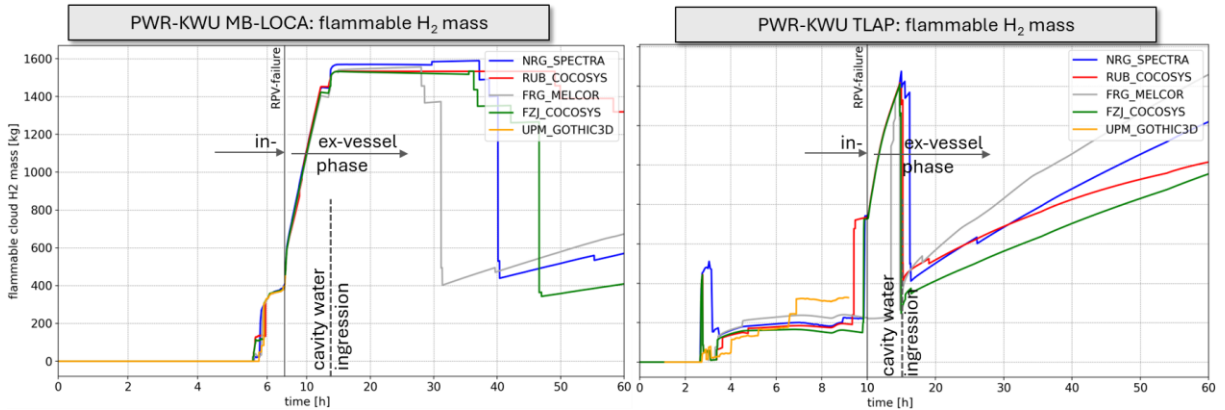 PWR-KWU MB-LOCA: flammable H₂ mass
flammable cloud H2 mass [kg]
1600
1400
1200
1000
800
600
400
200
0
RPV-failure
NRG_SPECTRA
RUB_COCOSYS
FRG_MELCOR
FZJ_COCOSYS
UPM_GOTHIC3D
in-
ex-vessel
phase
cavity water
ingression
0 2 4 6 10 20 30 40 50 60
time [h]
PWR-KWU TLAP: flammable H₂ mass
RPV-failure
NRG_SPECTRA
RUB_COCOSYS
FRG_MELCOR
FZJ_COCOSYS
UPM_GOTHIC3D
in-
ex-vessel
phase
cavity water
ingression
0 2 4 6 8 10 20 30 40 50 60
time [h]